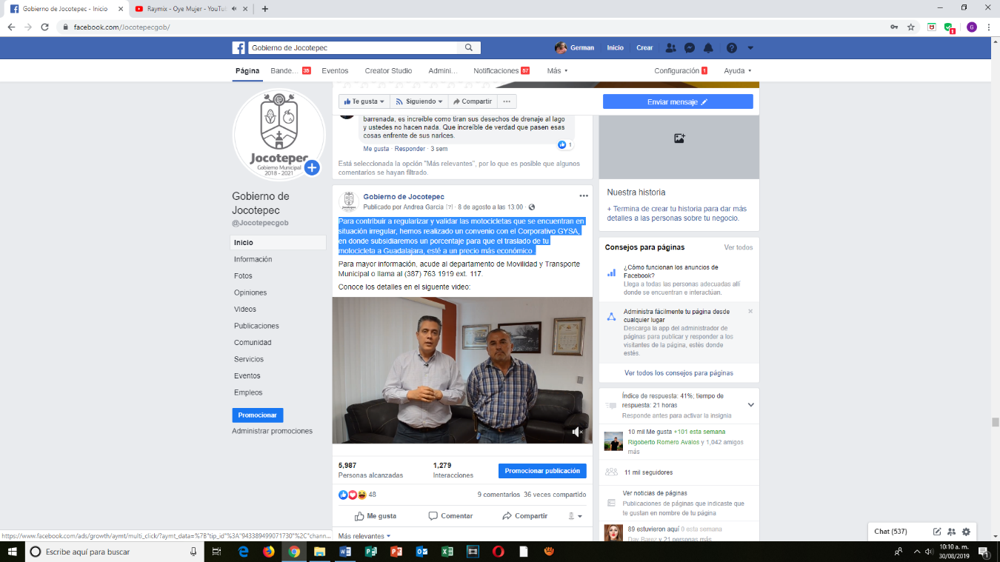 Gobierno de Jocotepec - Inicio
Raymix - Oye Mujer - YouTu
facebook.com/Jocotepecgob/
G
Gobierno de Jocotepec
German
Inicio
Crear
Página
Bande... 35
Eventos
Creator Studio
Admini...
Notificaciones 57
Más
Configuración 1
Ayuda
Jocotepec
Gobierno Municipal
2018 - 2021
Gobierno de
Jocotepec
@Jocotepecgob
Inicio
Información
Fotos
Opiniones
Videos
Publicaciones
Comunidad
Servicios
Eventos
Empleos
Promocionar
Administrar promociones
Te gusta
Siguiendo
Compartir
Enviar mensaje
barrenada, es increíble como tiran sus desechos de drenaje al lago
y ustedes no hacen nada. Que increíble de verdad que pasen esas
cosas enfrente de sus narices.
1
Me gusta · Responder · 3 sem
Está seleccionada la opción "Más relevantes", por lo que es posible que algunos
comentarios se hayan filtrado.
Gobierno de Jocotepec
Publicado por Andrea Garcia [?] · 8 de agosto a las 13:00 ·
Para contribuir a regularizar y validar las motocicletas que se encuentran en
situación irregular, hemos realizado un convenio con el Corporativo GYSA,
en donde subsidiaremos un porcentaje para que el traslado de tu
motocicleta a Guadalajara, esté a un precio más económico .
Para mayor información, acude al departamento de Movilidad y Transporte
Municipal o llama al (387) 763 1919 ext. 117.
Conoce los detalles en el siguente video:
5,987
Personas alcanzadas
1,279
Interacciones
Promocionar publicación
48
9 comentarios 36 veces compartido
Me gusta
Comentar
Compartir
Más relevantes
Nuestra historia
+ Termina de crear tu historia para dar más
detalles a las personas sobre tu negocio.
Consejos para páginas
Ver todos
¿Cómo funcionan los anuncios de
Facebook?
Llega a todas las personas adecuadas allí
donde se encuentran e interactúan.
Administra fácilmente tu página desde
cualquier lugar
Descarga la app del administrador de
páginas para publicar y responder a los
visitantes de la página, estés donde
estés.
Ver todos los consejos para páginas
Índice de respuesta: 41%; tiempo de
respuesta: 21 horas
Responde antes para activar la insignia
10 mil Me gusta +101 esta semana
Rigoberto Romero Avalos y 1,042 amigos
más
11 mil seguidores
Ver noticias de páginas
Publicaciones de páginas que indicaste que
te gustan en nombre de tu página
89 estuvieron aquí 0 esta semana
Day Baroz y 21 personas más
Chat (537)
https://www.facebook.com/ads/growth/aymt/multi_click/?aymt_data=%7B"tip_id"%3A"943389499071730"%2C"chann...
Escribe aquí para buscar
10:10 a. m.
30/08/2019
1